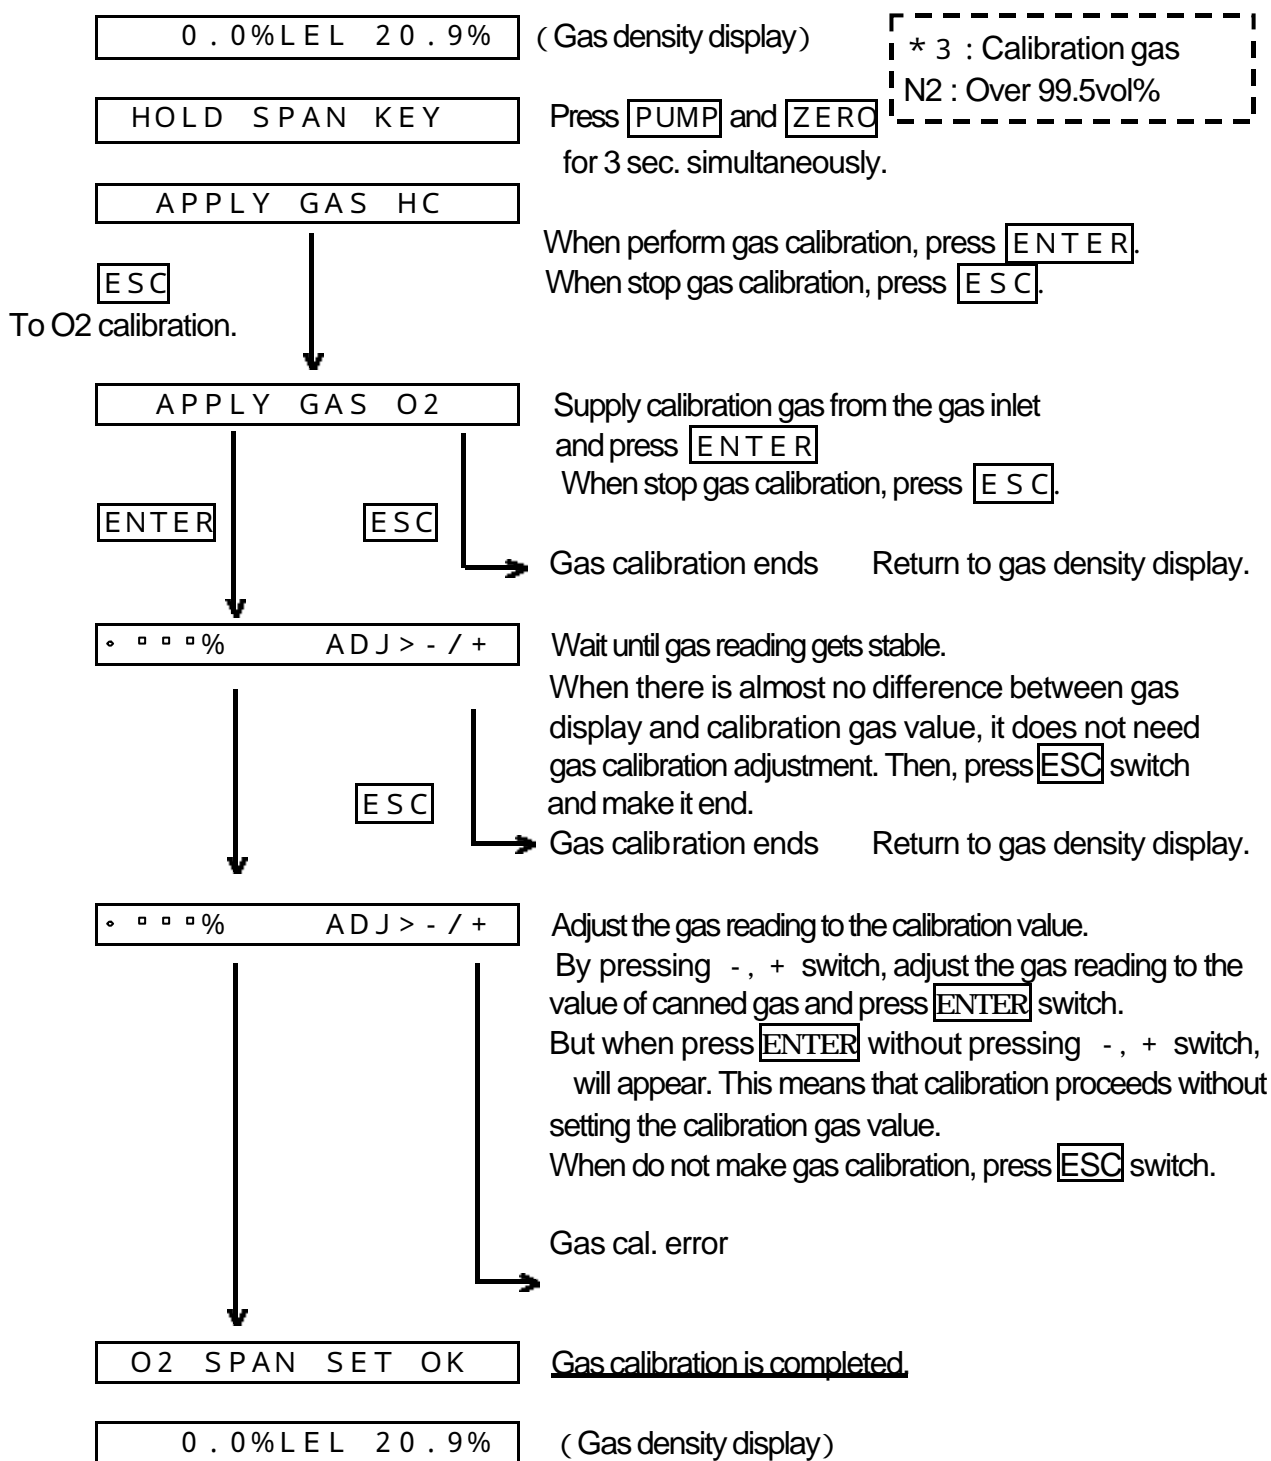 0.0%LEL 20.9% (Gas density display)
*3 : Calibration gas
N2 : Over 99.5vol%
HOLD SPAN KEY
Press PUMP and ZERO
for 3 sec. simultaneously.
APPLY GAS HC
When perform gas calibration, press ENTER.
When stop gas calibration, press ESC.
ESC
To O2 calibration.
APPLY GAS O2
Supply calibration gas from the gas inlet
and press ENTER
When stop gas calibration, press ESC.
ENTER
ESC
Gas calibration ends Return to gas density display.
% ADJ>-/+
Wait until gas reading gets stable.
When there is almost no difference between gas
display and calibration gas value, it does not need
gas calibration adjustment. Then, press ESC switch
and make it end.
ESC
Gas calibration ends Return to gas density display.
% ADJ>-/+
Adjust the gas reading to the calibration value.
By pressing -, + switch, adjust the gas reading to the
value of canned gas and press ENTER switch.
But when press ENTER without pressing -, + switch,
will appear. This means that calibration proceeds without
setting the calibration gas value.
When do not make gas calibration, press ESC switch.
Gas cal. error
O2 SPAN SET OK
Gas calibration is completed.
0.0%LEL 20.9% (Gas density display)